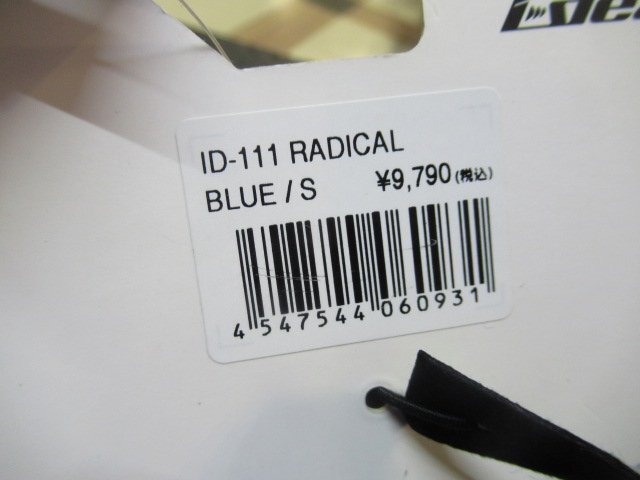 ID-111 RADICAL
BLUE / S ¥9,790(税込)
4 547544 060931